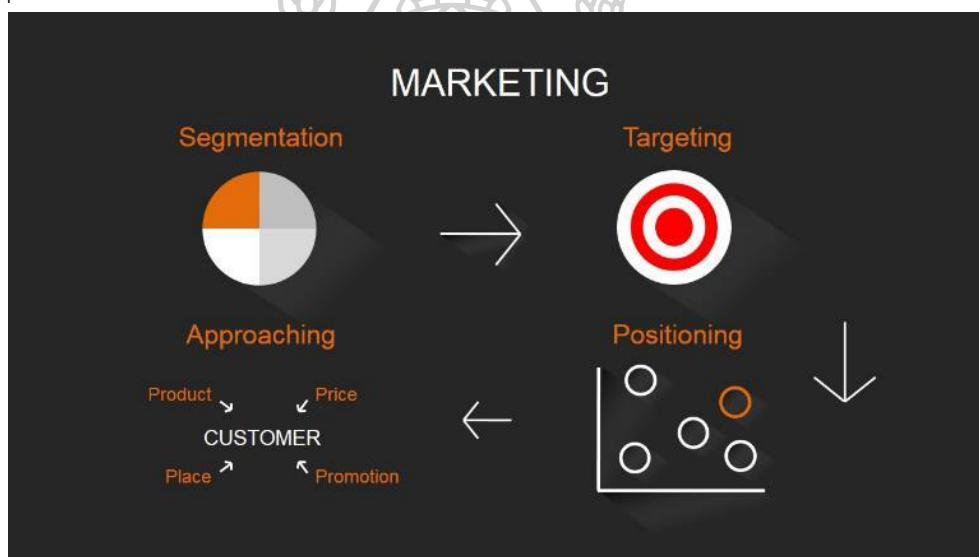 MARKETING
Segmentation
Targeting
Approaching
Positioning
Product
Price
CUSTOMER
Place
Promotion